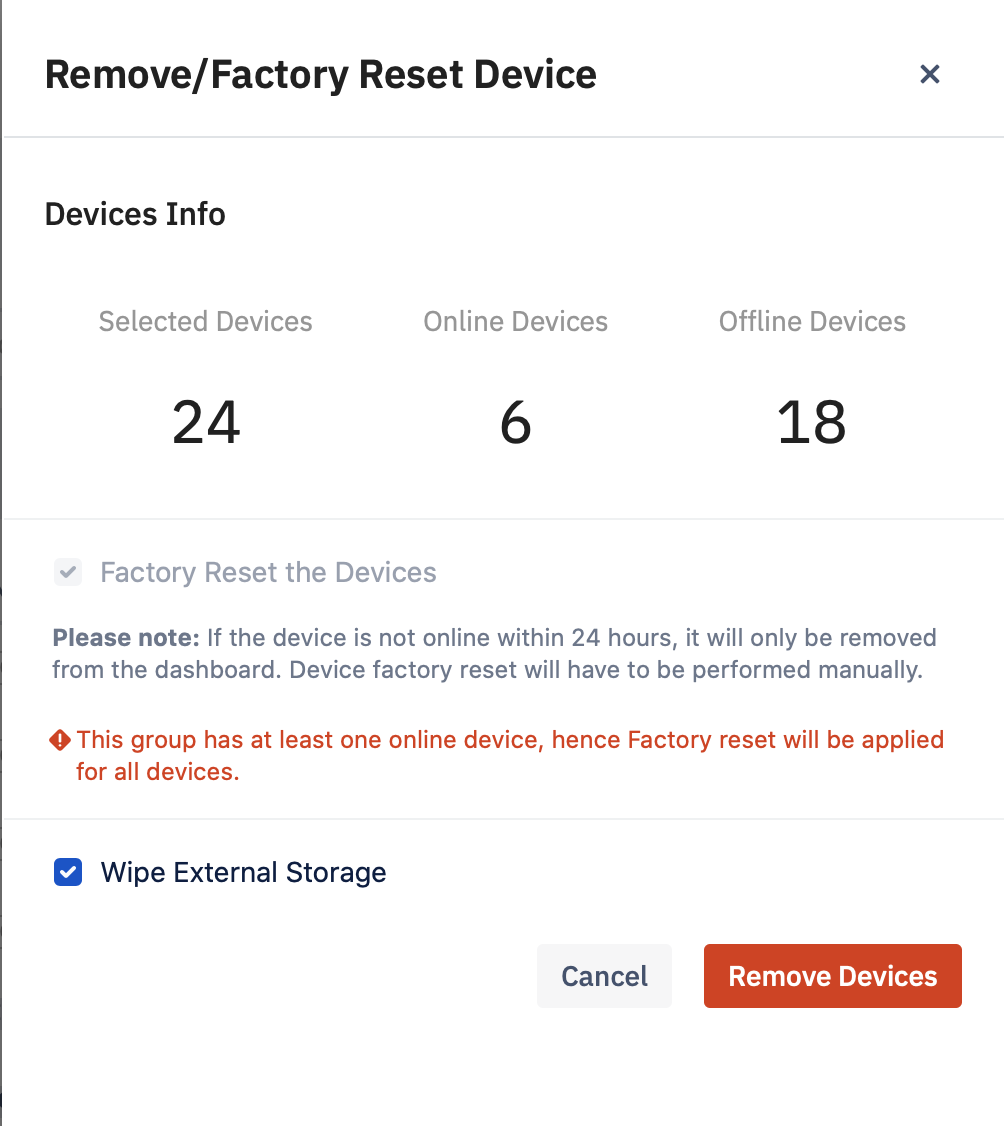 Remove/Factory Reset Device
Devices Info
Selected Devices
Online Devices
Offline Devices
24
6
18
Factory Reset the Devices
Please note: If the device is not online within 24 hours, it will only be removed
from the dashboard. Device factory reset will have to be performed manually.
This group has at least one online device, hence Factory reset will be applied
for all devices.
Wipe External Storage
Cancel
Remove Devices